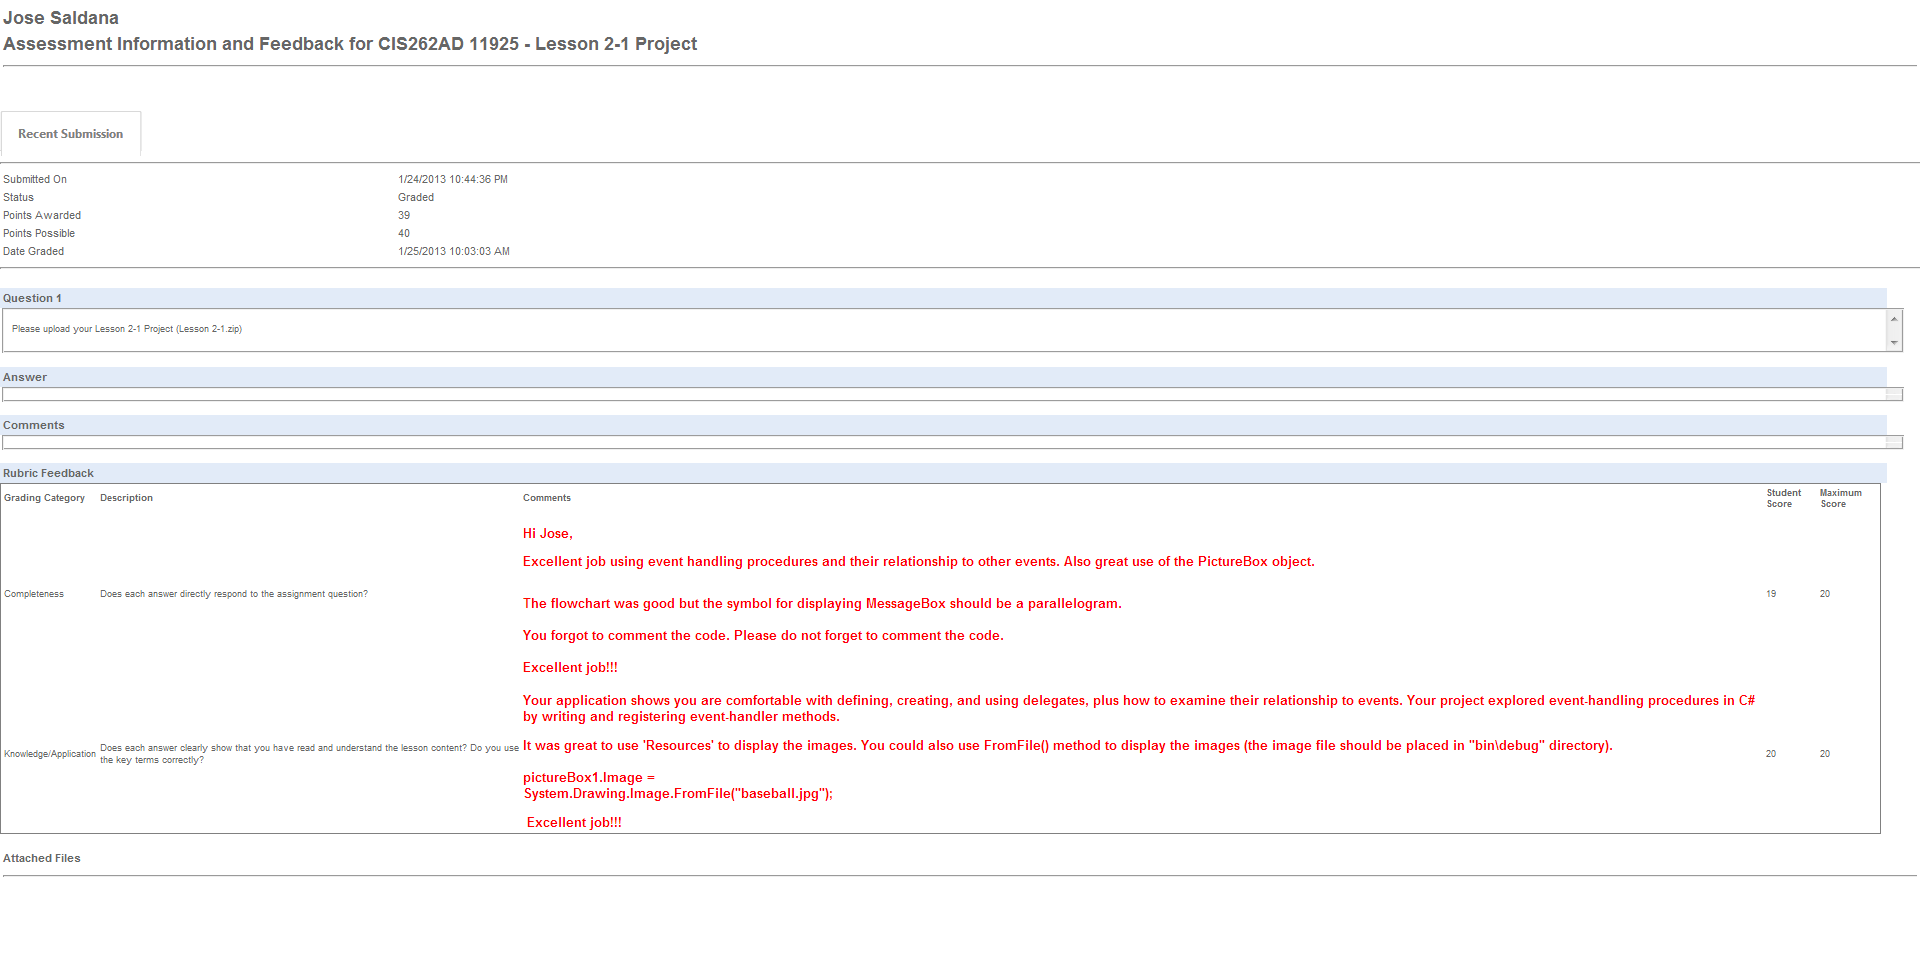 Jose Saldana
Assessment Information and Feedback for CIS262AD 11925 - Lesson 2-1 Project
Recent Submission
Submitted On 1/24/2013 10:44:36 PM
Status Graded
Points Awarded 39
Points Possible 40
Date Graded 1/25/2013 10:03:03 AM
Question 1
Please upload your Lesson 2-1 Project (Lesson 2-1.zip)
Answer
Comments
Rubric Feedback
Grading Category Description Comments Student Score Maximum Score
Hi Jose,
Excellent job using event handling procedures and their relationship to other events. Also great use of the PictureBox object.
Completeness Does each answer directly respond to the assignment question? 19 20
The flowchart was good but the symbol for displaying MessageBox should be a parallelogram.
You forgot to comment the code. Please do not forget to comment the code.
Excellent job!!!
Your application shows you are comfortable with defining, creating, and using delegates, plus how to examine their relationship to events. Your project explored event-handling procedures in C#
by writing and registering event-handler methods.
Knowledge/Application Does each answer clearly show that you have read and understand the lesson content? Do you use
the key terms correctly? 20 20
It was great to use 'Resources' to display the images. You could also use FromFile() method to display the images (the image file should be placed in "bin\debug" directory).
pictureBox1.Image =
System.Drawing.Image.FromFile("baseball.jpg");
Excellent job!!!
Attached Files